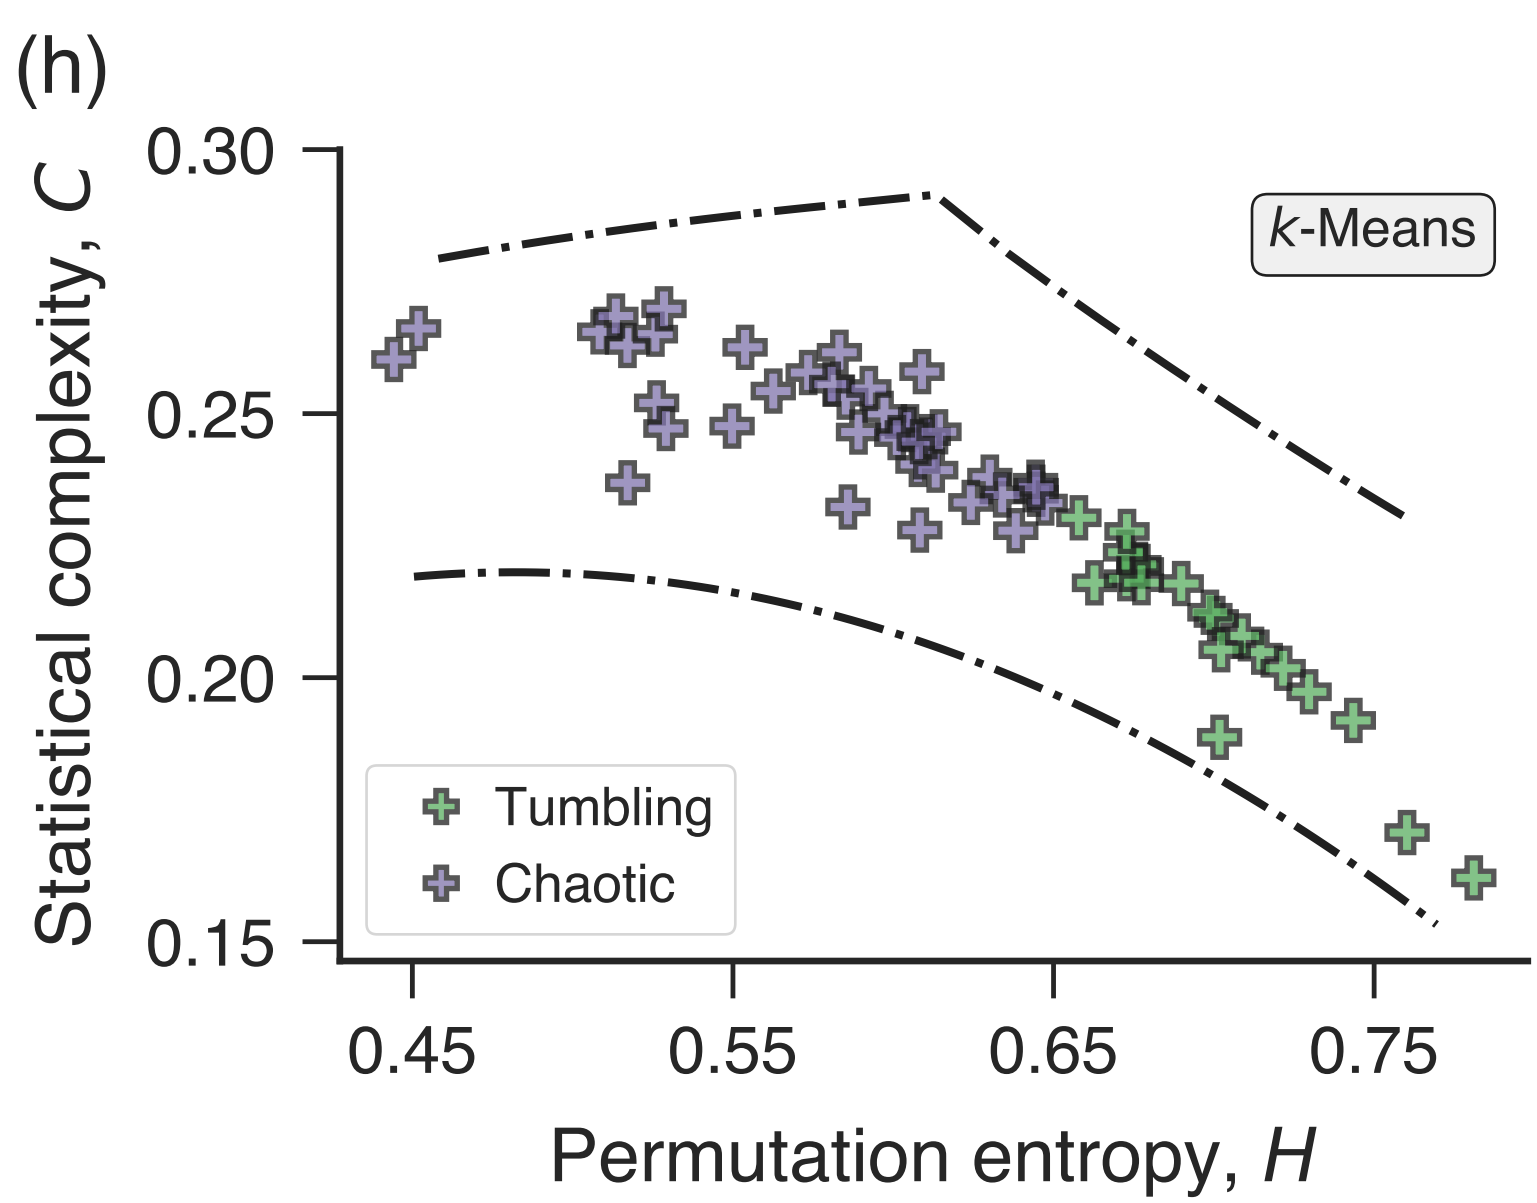 (h)
Statistical complexity, C
0.30
0.25
0.20
0.15
k-Means
Tumbling
Chaotic
0.45 0.55 0.65 0.75
Permutation entropy, H